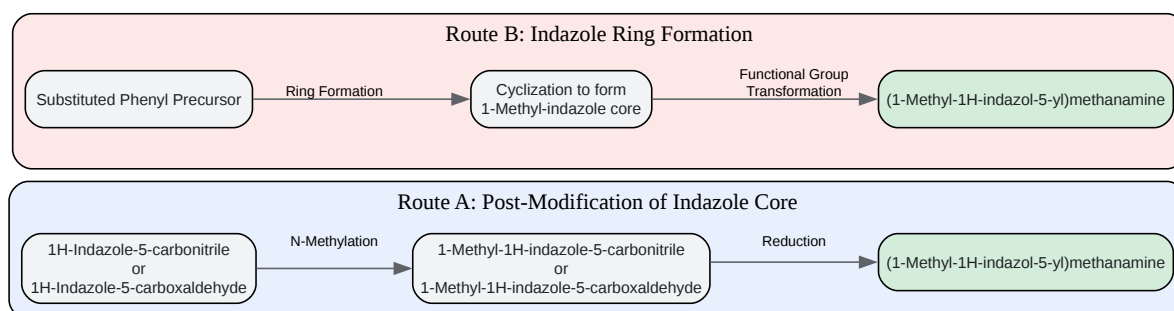 Route B: Indazole Ring Formation
Substituted Phenyl Precursor
Ring Formation
Cyclization to form
1-Methyl-indazole core
Functional Group
Transformation
(1-Methyl-1H-indazol-5-yl)methanamine
Route A: Post-Modification of Indazole Core
1H-Indazole-5-carbonitrile
or
1H-Indazole-5-carboxaldehyde
N-Methylation
1-Methyl-1H-indazole-5-carbonitrile
or
1-Methyl-1H-indazole-5-carboxaldehyde
Reduction
(1-Methyl-1H-indazol-5-yl)methanamine